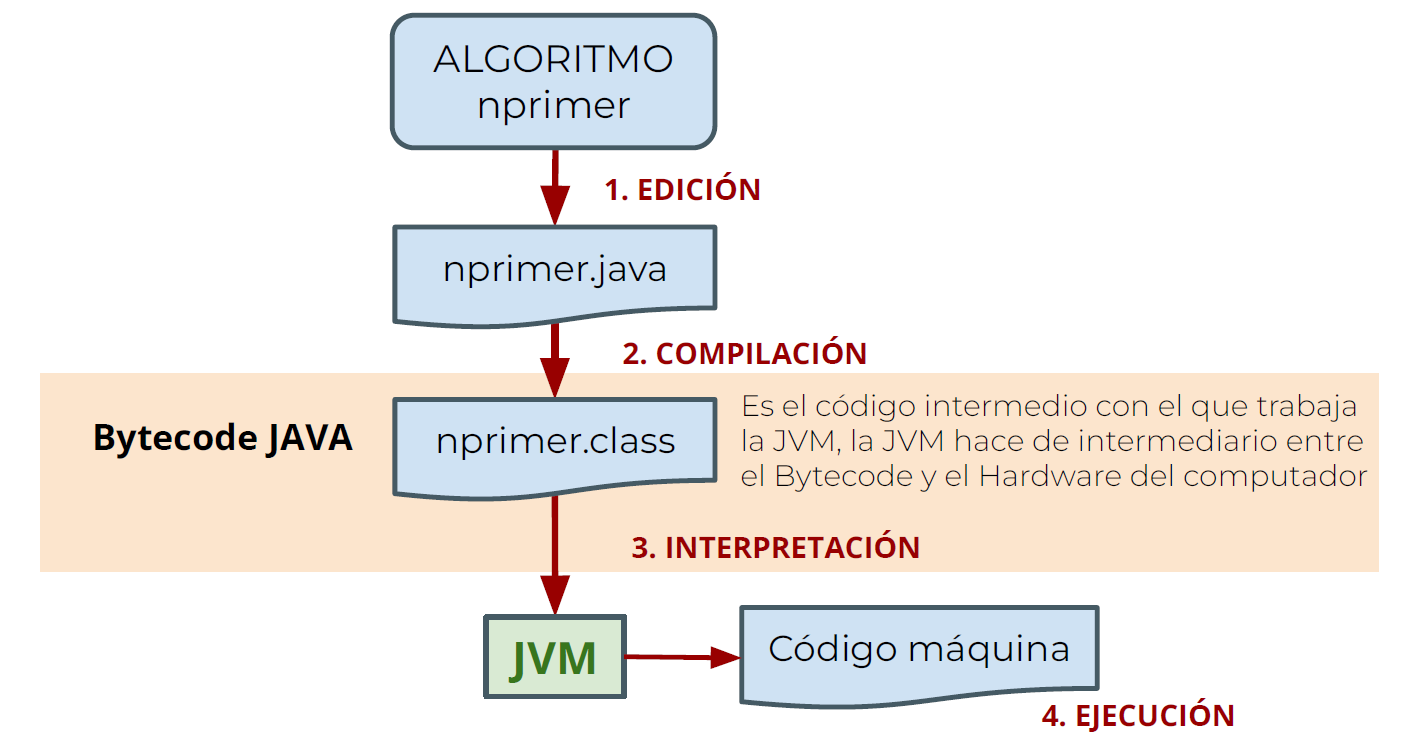 ALGORITMO
nprimer
1. EDICIÓN
nprimer.java
2. COMPILACIÓN
Bytecode JAVA
nprimer.class
Es el código intermedio con el que trabaja
la JVM, la JVM hace de intermediario entre
el Bytecode y el Hardware del computador
3. INTERPRETACIÓN
JVM
Código máquina
4. EJECUCIÓN